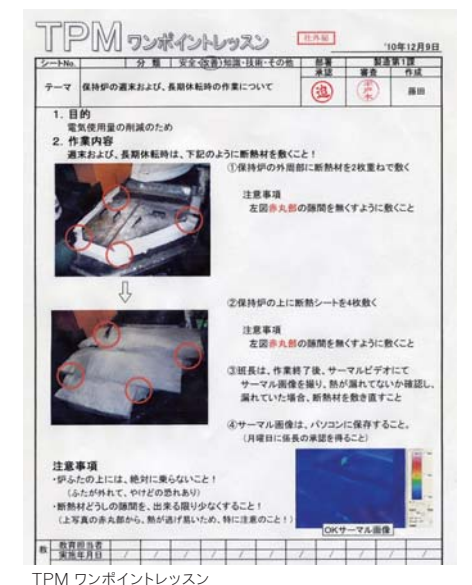 TPM ワンポイントレッスン
社外秘
'10年12月9日
シートNo. 分 類 安全・改善・知識・技術・その他 部署 製造第1課
テーマ 保持炉の週末および、長期休転時の作業について 承認 審査 作成
藤田
1. 目的
電気使用量の削減のため
2. 作業内容
週末および、長期休転時は、下記のように断熱材を敷くこと!
①保持炉の外周部に断熱材を2枚重ねで敷く
注意事項
左図赤丸部の隙間を無くすように敷くこと
②保持炉の上に断熱シートを4枚敷く
注意事項
左図赤丸部の隙間を無くすように敷くこと
③班長は、作業終了後、サーマルビデオにて
サーマル画像を撮り、熱が漏れてないか確認し、
漏れていた場合、断熱材を敷き直すこと
④サーマル画像は、パソコンに保存すること。
(月曜日に係長の承認を得ること)
注意事項
・炉ふたの上には、絶対に乗らないこと!
(ふたが外れて、やけどの恐れあり)
・断熱材どうしの隙間を、出来る限り少なくすること!
(上写真の赤丸部から、熱が逃げ易いため、特に注意のこと!)
OKサーマル画像
教育担当者
実施年月日 / / / / / / /
TPM ワンポイントレッスン